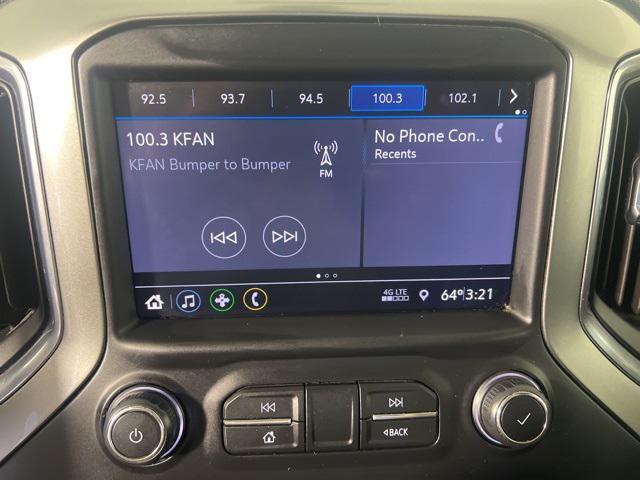 92.5 93.7 94.5 100.3 102.1
100.3 KFAN
KFAN Bumper to Bumper
FM
No Phone Con..
Recents
4G LTE
64° 3:21
BACK